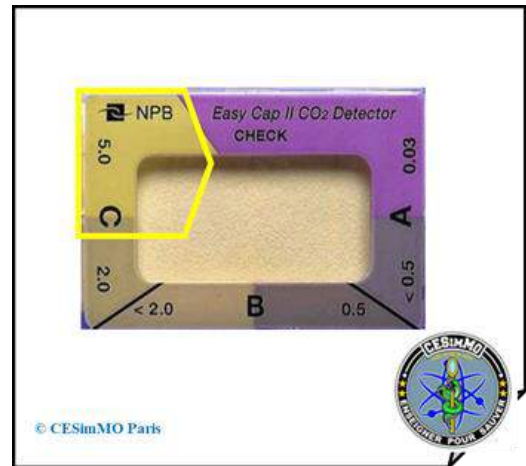 NPB Easy Cap II CO₂ Detector
CHECK
5.0
0.03
C
A
2.0
< 0.5
< 2.0 B 0.5
CESIMMO
ENSEIGNER POUR SAUVER
© CESimMO Paris